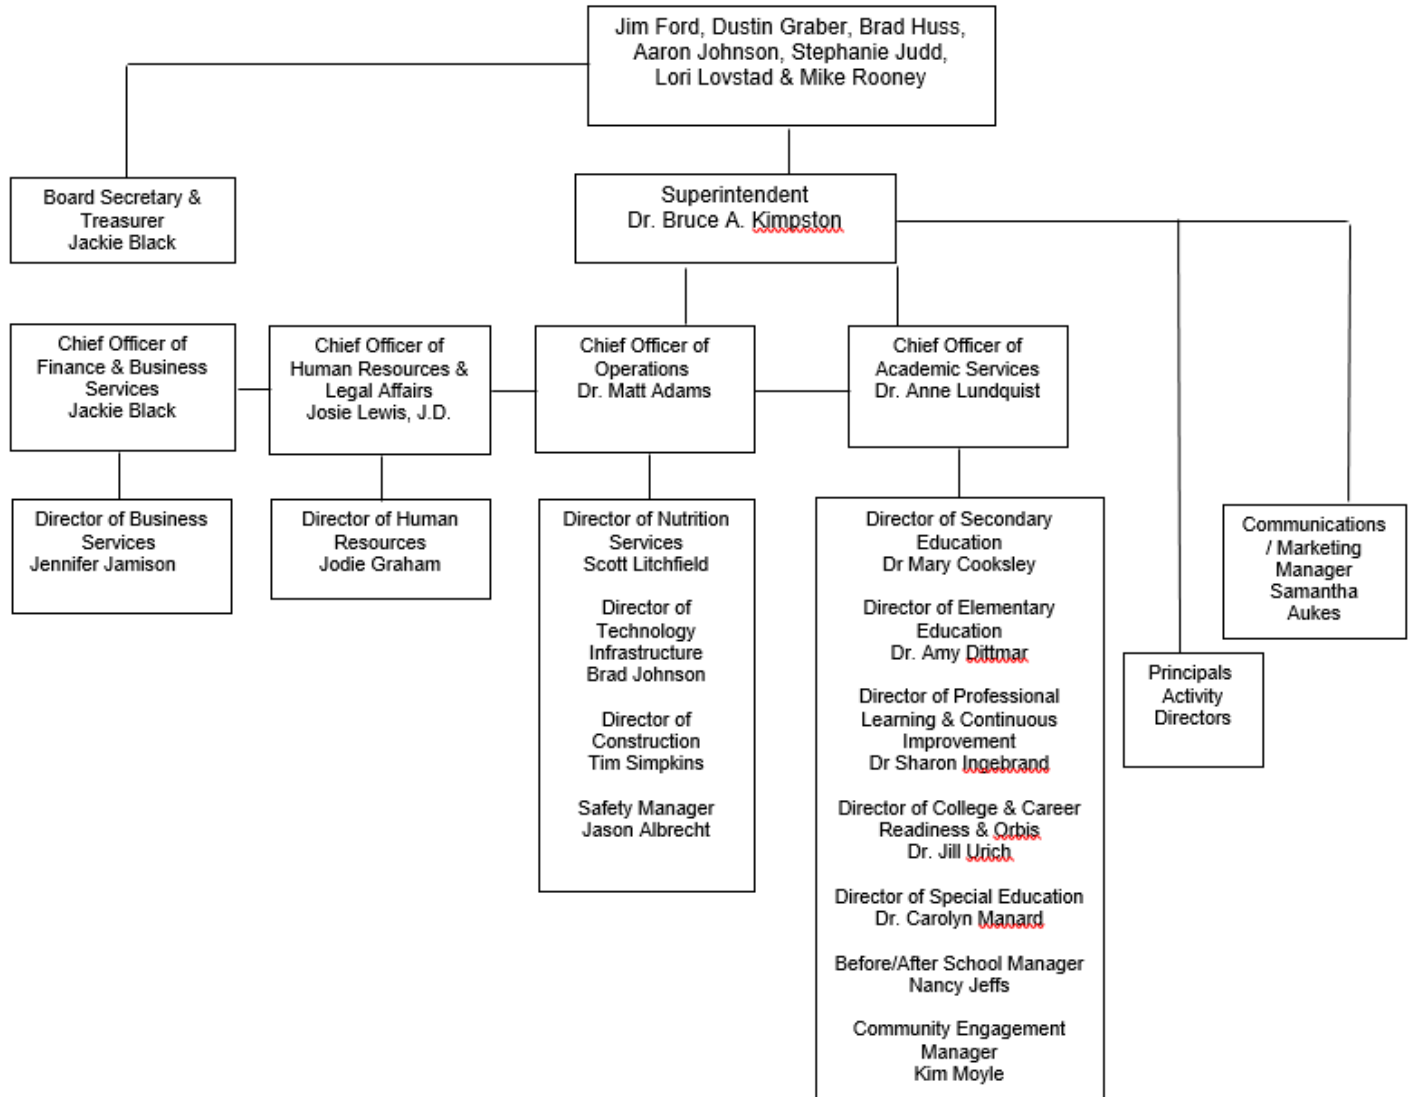 Jim Ford, Dustin Graber, Brad Huss,
Aaron Johnson, Stephanie Judd,
Lori Lovstad & Mike Rooney
Board Secretary &
Treasurer
Jackie Black
Superintendent
Dr. Bruce A. Kimpston
Chief Officer of
Finance & Business
Services
Jackie Black
Chief Officer of
Human Resources &
Legal Affairs
Josie Lewis, J.D.
Chief Officer of
Operations
Dr. Matt Adams
Chief Officer of
Academic Services
Dr. Anne Lundquist
Director of Business
Services
Jennifer Jamison
Director of Human
Resources
Jodie Graham
Director of Nutrition
Services
Scott Litchfield
Director of
Technology
Infrastructure
Brad Johnson
Director of
Construction
Tim Simpkins
Safety Manager
Jason Albrecht
Director of Secondary
Education
Dr Mary Cooksley
Director of Elementary
Education
Dr. Amy Dittmar
Director of Professional
Learning & Continuous
Improvement
Dr Sharon Ingebrand
Director of College & Career
Readiness & Orbis
Dr. Jill Urich
Director of Special Education
Dr. Carolyn Manard
Before/After School Manager
Nancy Jeffs
Community Engagement
Manager
Kim Moyle
Principals
Activity
Directors
Communications
/ Marketing
Manager
Samantha
Aukes